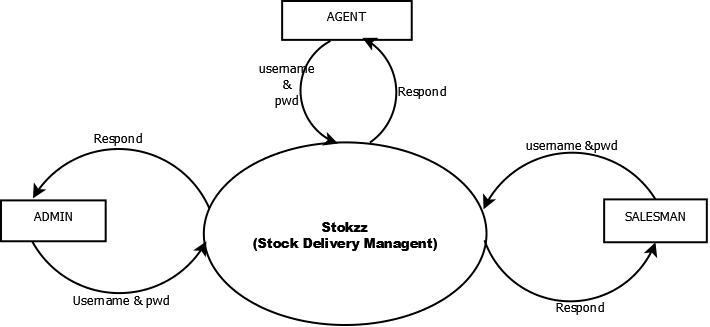 AGENT
username
&
pwd
Respond
Respond
username &pwd
ADMIN
SALESMAN
Stokzz
(Stock Delivery Managent)
Username & pwd
Respond